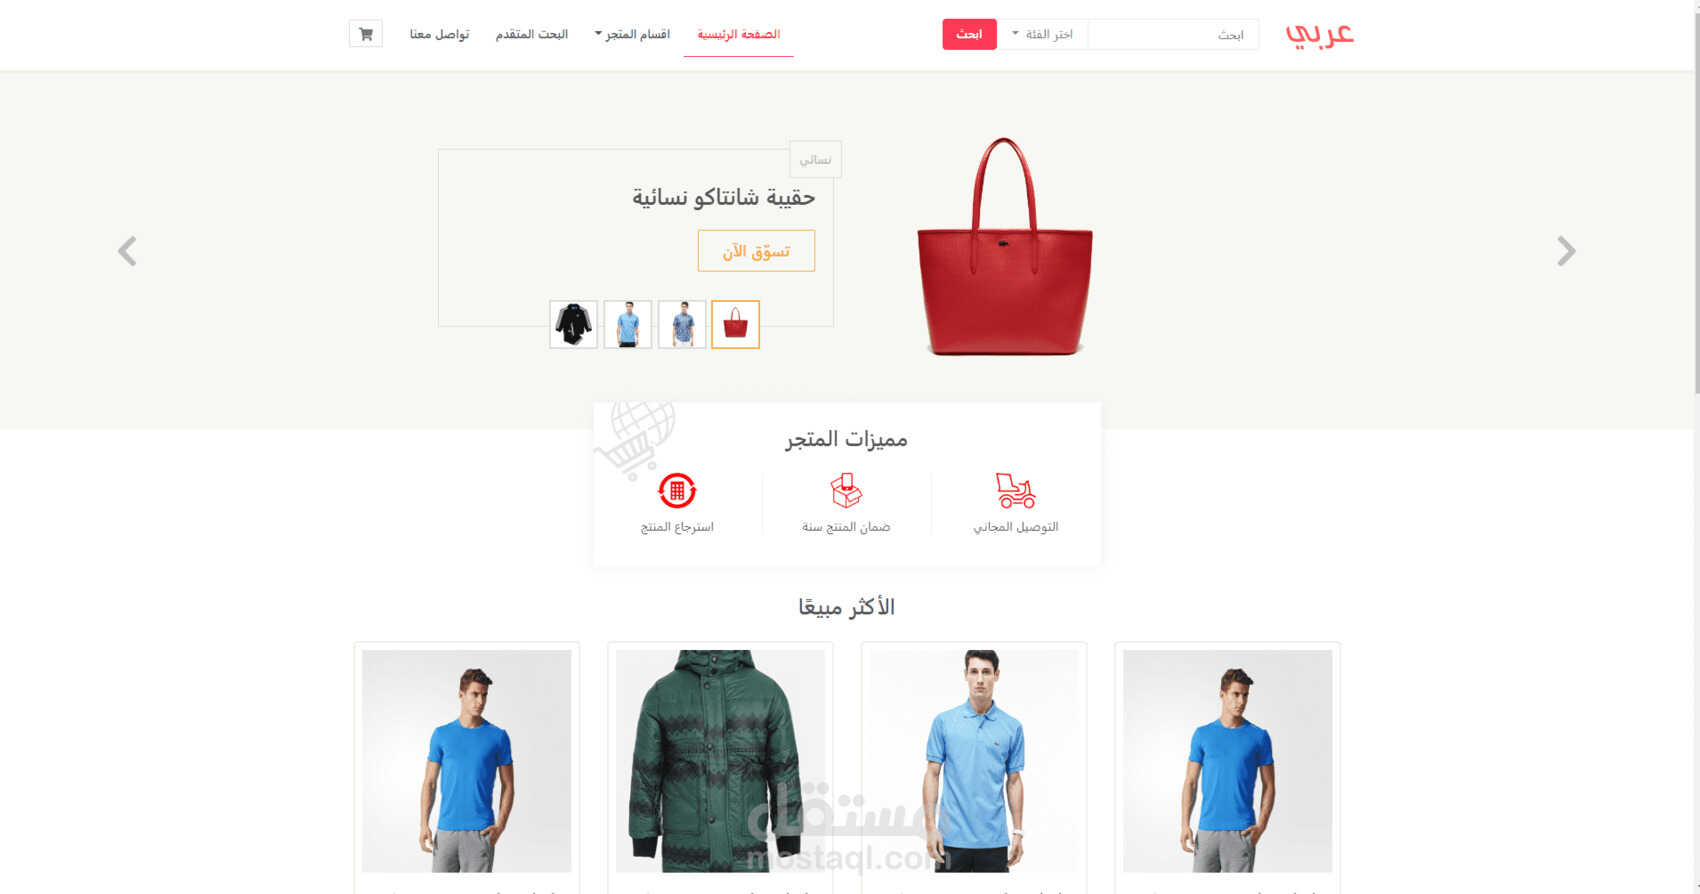 عربي
ابحث
اختر الفئة
ابحث
الصفحة الرئيسية
اقسام المتجر
البحث المتقدم
تواصل معنا
نسائي
حقيبة شانتاكو نسائية
تسوّق الآن
مميزات المتجر
التوصيل المجاني
ضمان المنتج سنة
استرجاع المنتج
الأكثر مبيعًا
مستقل
mostaql.com